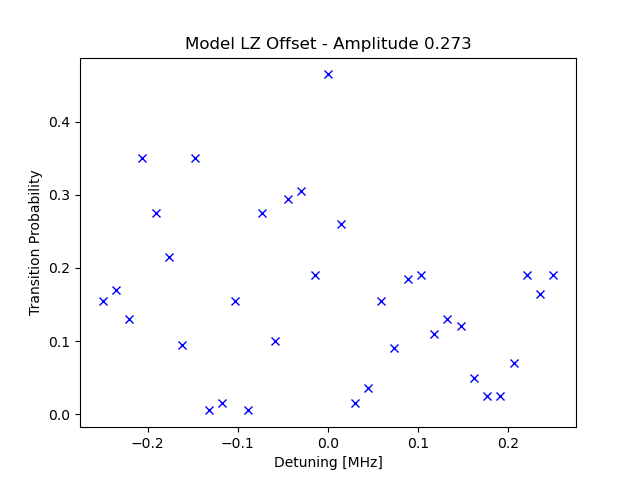 Model LZ Offset - Amplitude 0.273
Transition Probability
0.4
0.3
0.2
0.1
0.0
−0.2 −0.1 0.0 0.1 0.2
Detuning [MHz]